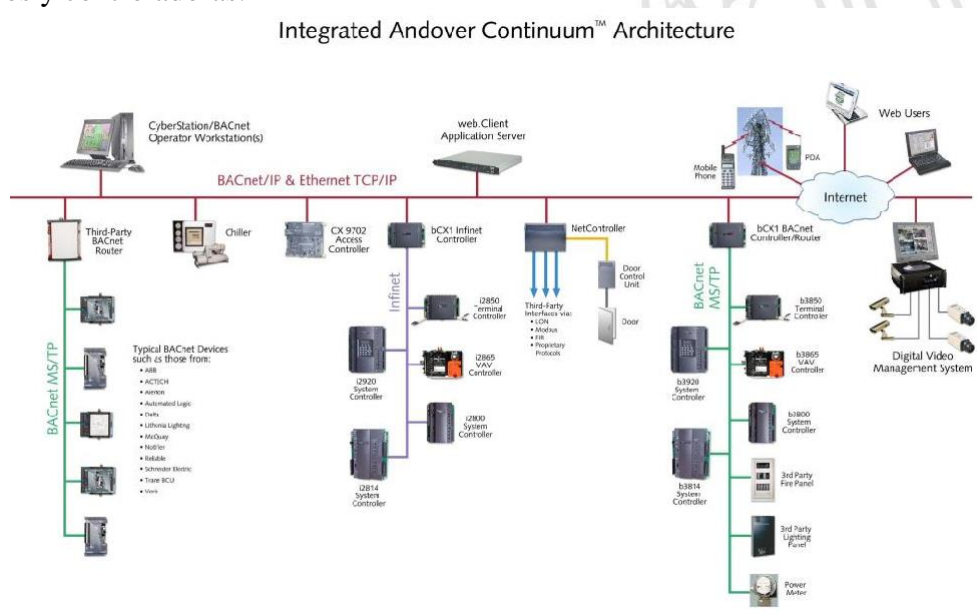 Integrated Andover Continuum™ Architecture
CyberStation/BACnet
Operator Workstation(s)
web.Client
Application Server
Mobile
Phone
PDA
Web Users
BACnet/IP & Ethernet TCP/IP
Internet
Third-Party
BACnet
Router
Chiller
CX 9702
Access
Controller
bCX1 Infinet
Controller
NetController
bCX1 BACnet
Controller/Router
Door
Control
Unit
Door
Third-Party
Interfaces via:
• LON
• Modbus
• Proprietary
Protocols
BACnet MS/TP
Typical BACnet Devices
such as those from:
• ABB
• ACTECH
• Alerton
• Automated Logic
• Delta
• Lithonia Lighting
• McQuay
• Notifier
• Reliable
• Schneider Electric
• Trane BCU
• York
Infinet
i2850
Terminal
Controller
i2865
VAV
Controller
i2920
System
Controller
i2800
System
Controller
i2814
System
Controller
BACnet
MS/TP
b3850
Terminal
Controller
b3865
VAV
Controller
b3920
System
Controller
b3800
System
Controller
b3814
System
Controller
3rd Party
Fire Panel
3rd Party
Lighting
Panel
Power
Meter
Digital Video
Management System